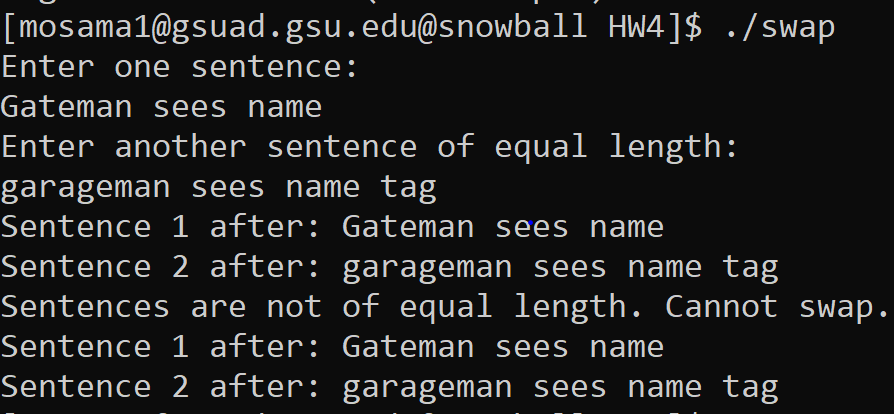 [mosama1@gsuad.gsu.edu@snowball HW4]$ ./swap
Enter one sentence:
Gateman sees name
Enter another sentence of equal length:
garageman sees name tag
Sentence 1 after: Gateman sees name
Sentence 2 after: garageman sees name tag
Sentences are not of equal length. Cannot swap.
Sentence 1 after: Gateman sees name
Sentence 2 after: garageman sees name tag